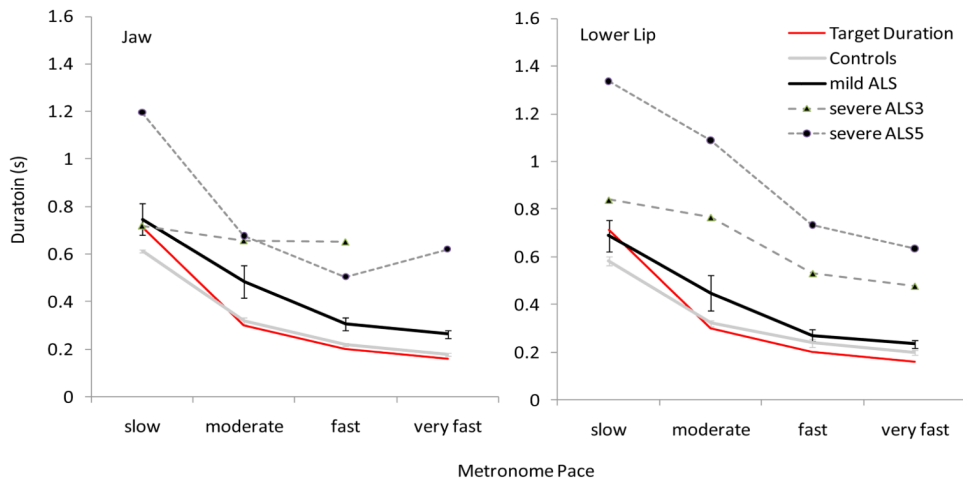 Jaw
1.6
1.4
1.2
1
0.8
0.6
0.4
0.2
0
Duratoin (s)
slow moderate fast very fast
Lower Lip
1.6
1.4
1.2
1
0.8
0.6
0.4
0.2
0
slow moderate fast very fast
Target Duration
Controls
mild ALS
severe ALS3
severe ALS5
Metronome Pace